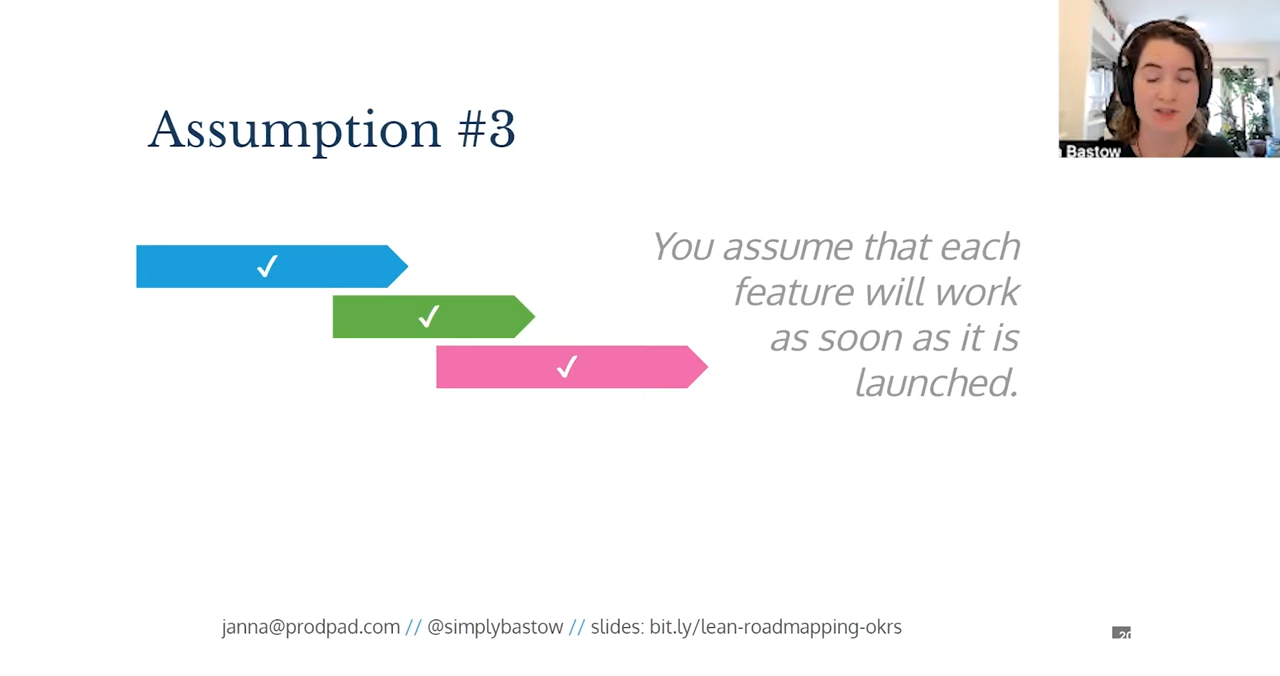 Assumption #3
✓
✓
✓
You assume that each
feature will work
as soon as it is
launched.
Bastow
janna@prodpad.com // @simplybastow // slides: bit.ly/lean-roadmapping-okrs
20